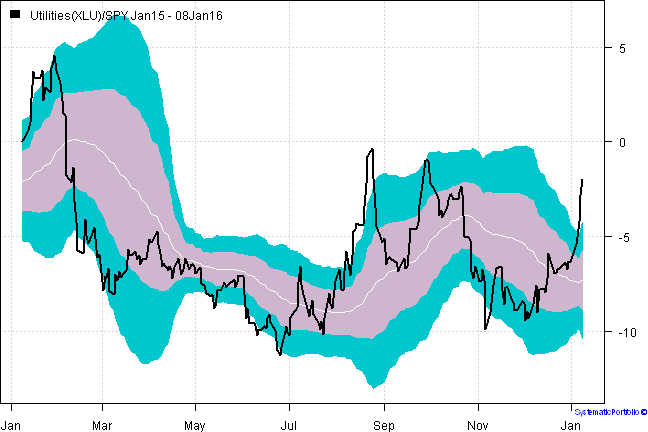 Utilities(XLU)/SPY Jan15 - 08Jan16
5
0
-5
-10
Jan Mar May Jul Sep Nov Jan
SystematicPortfolio ©